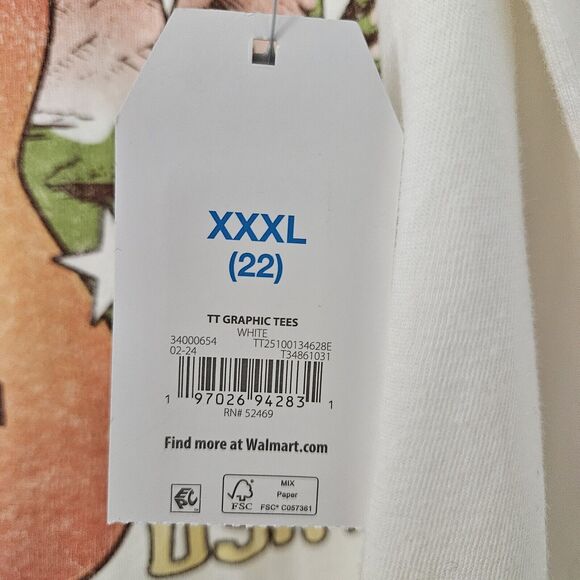 XXXL
(22)
TT GRAPHIC TEES
WHITE
34000654 TT25100134628E
02-24 T34861031
1 97026 94283 1
RN# 52469
Find more at Walmart.com
EPC
FSC
MIX
Paper
FSC® C057361